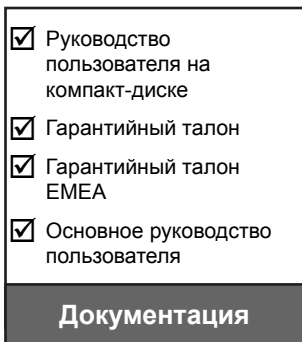 Руководство
пользователя на
компакт-диске
Гарантийный талон
Гарантийный талон
EMEA
Основное руководство
пользователя
Документация